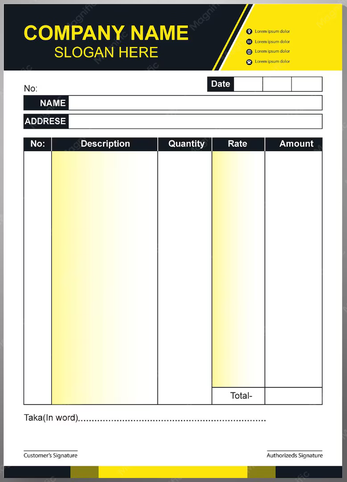 COMPANY NAME
SLOGAN HERE
Lorem ipsum dolor
Lorem ipsum dolor
Lorem ipsum dolor
Lorem ipsum dolor
No:
Date
NAME
ADDRESE
No: Description Quantity Rate Amount
Total-
Taka(In word)
Customer's Signature Authorizeds Signature